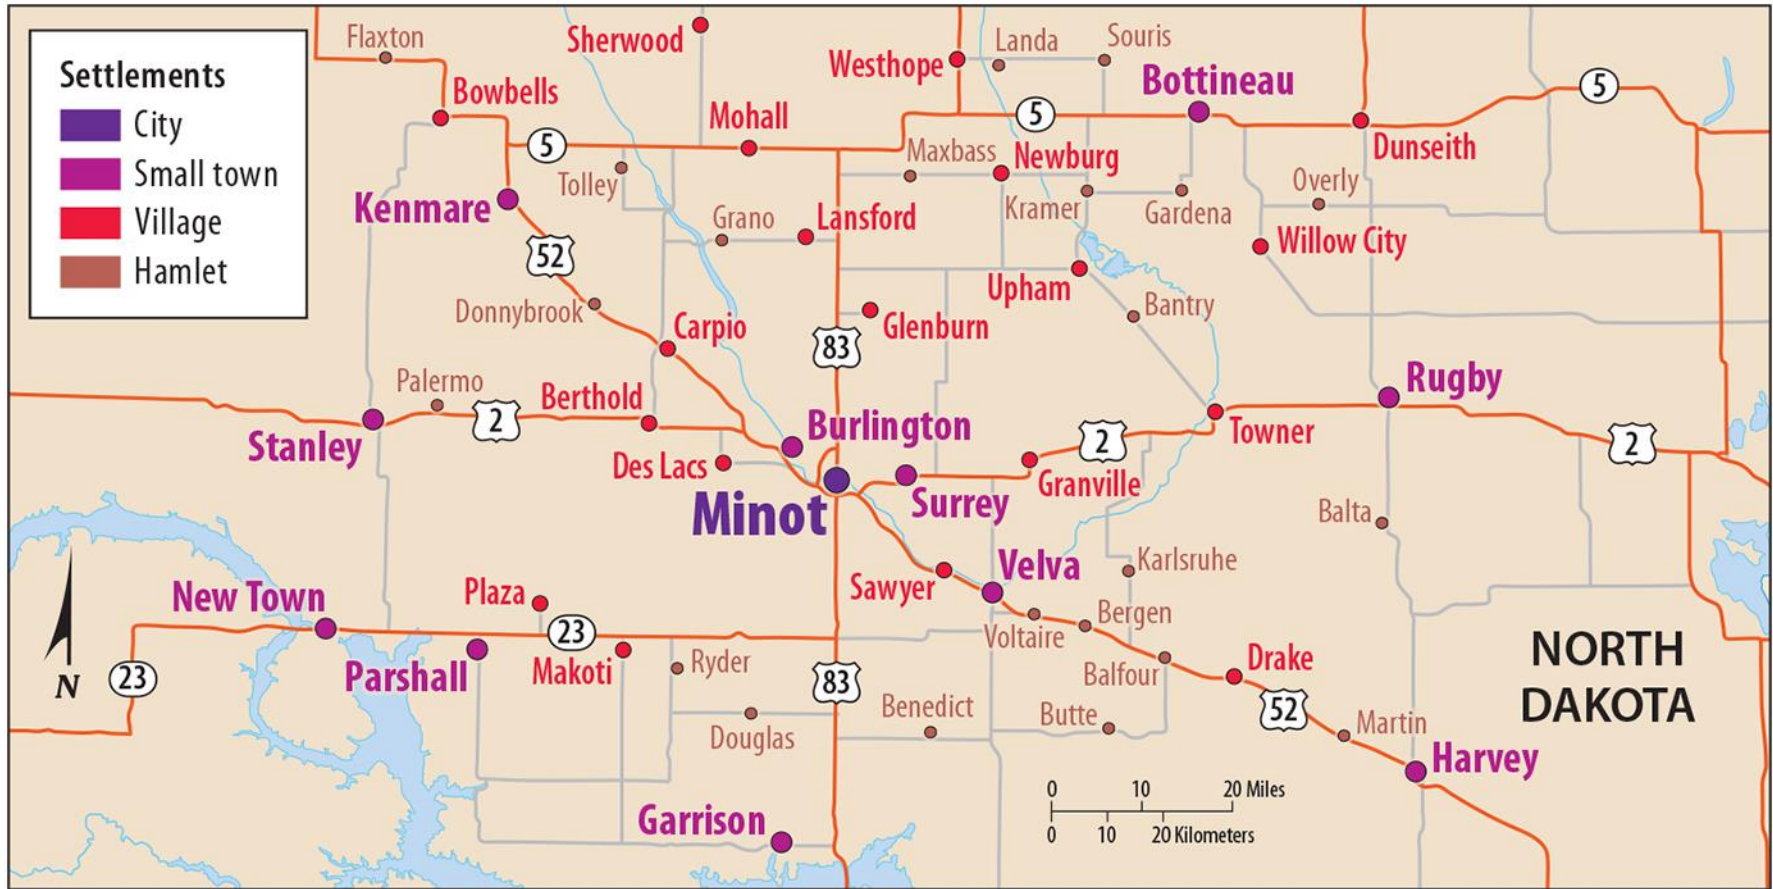 Settlements
City
Small town
Village
Hamlet
Flaxton
Sherwood
Westhope
Landa
Souris
Bottineau
5
Bowbells
Mohall
5
5
Dunseith
Maxbass
Newburg
Tolley
Kenmare
Grano
Lansford
Kramer
Gardena
Overly
Willow City
52
Donnybrook
Upham
Bantry
Carpio
Glenburn
83
Palermo
Berthold
Rugby
2
Stanley
Burlington
2
Towner
2
Des Lacs
Minot
Surrey
Granville
Balta
Karlsruhe
Velva
Sawyer
New Town
Plaza
Bergen
Voltaire
23
23
N
Parshall
Makoti
Ryder
83
Balfour
Drake
NORTH
DAKOTA
Benedict
Butte
52
Martin
Douglas
Harvey
Garrison
0 10 20 Miles
0 10 20 Kilometers